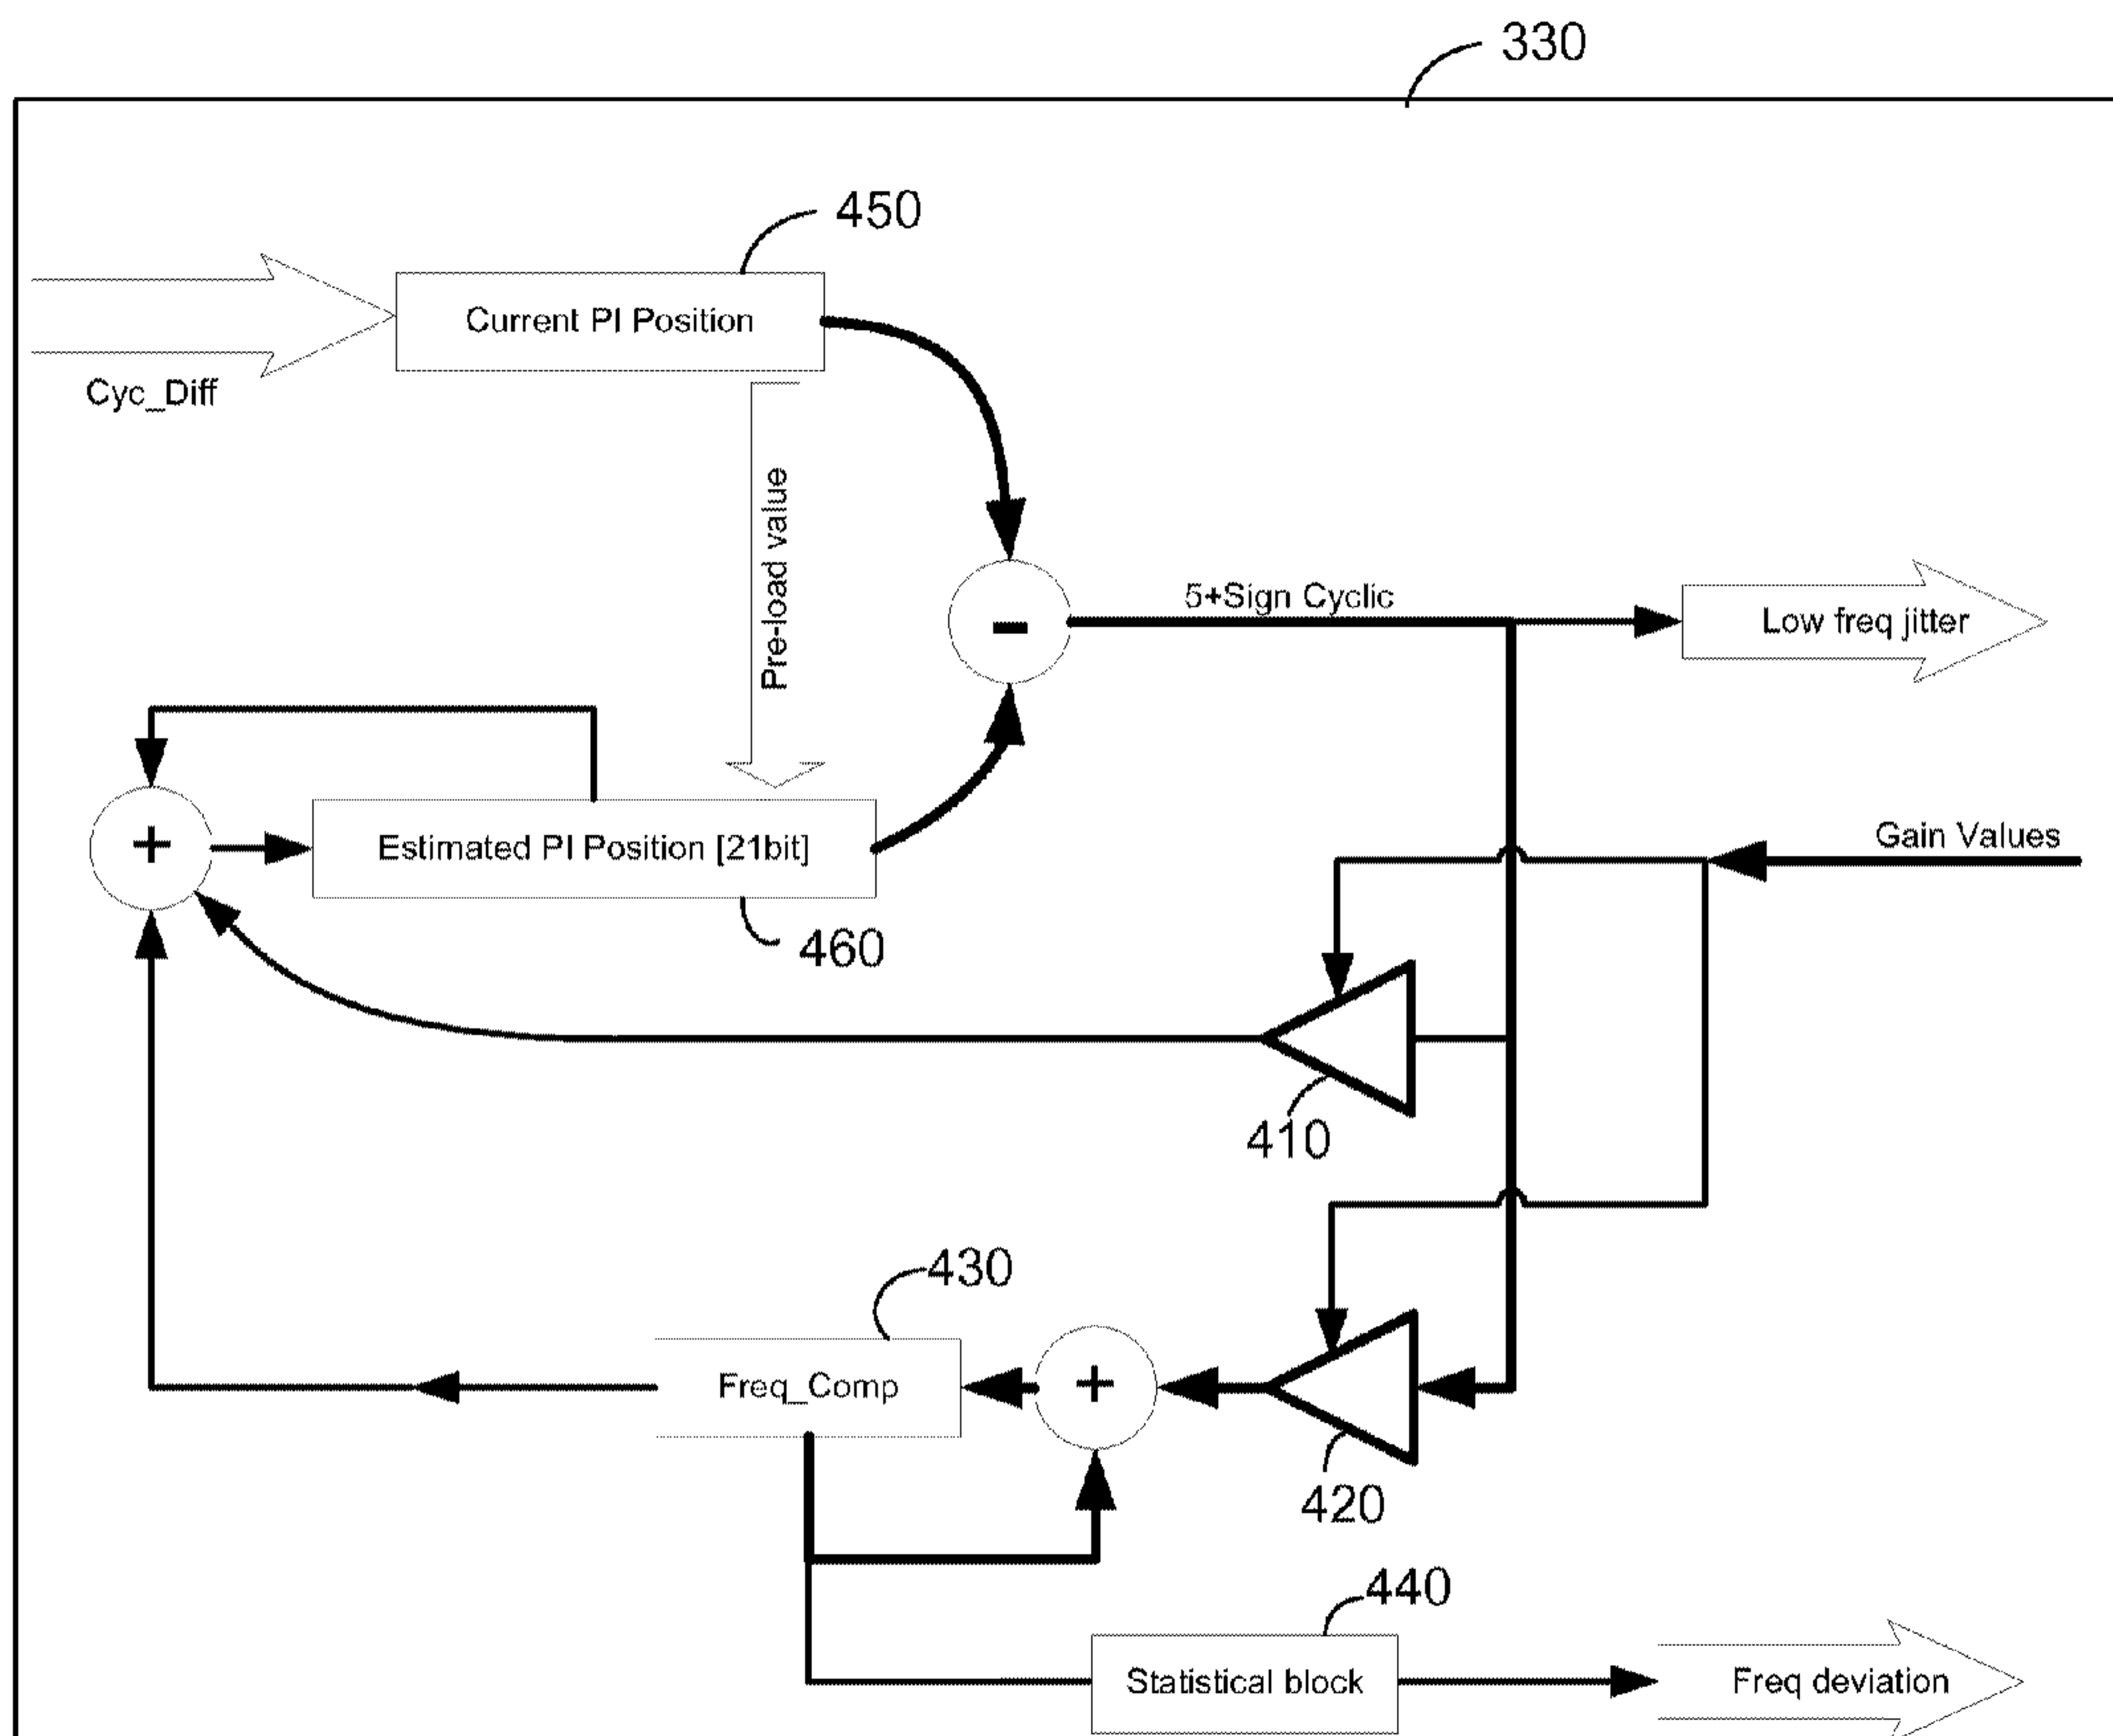 330
450
Current PI Position
Cyc_Diff
Pre-load value
-
5+Sign Cyclic
Low freq jitter
+
Estimated PI Position [21bit]
460
Gain Values
410
430
Freq_Comp
+
420
440
Statistical block
Freq deviation